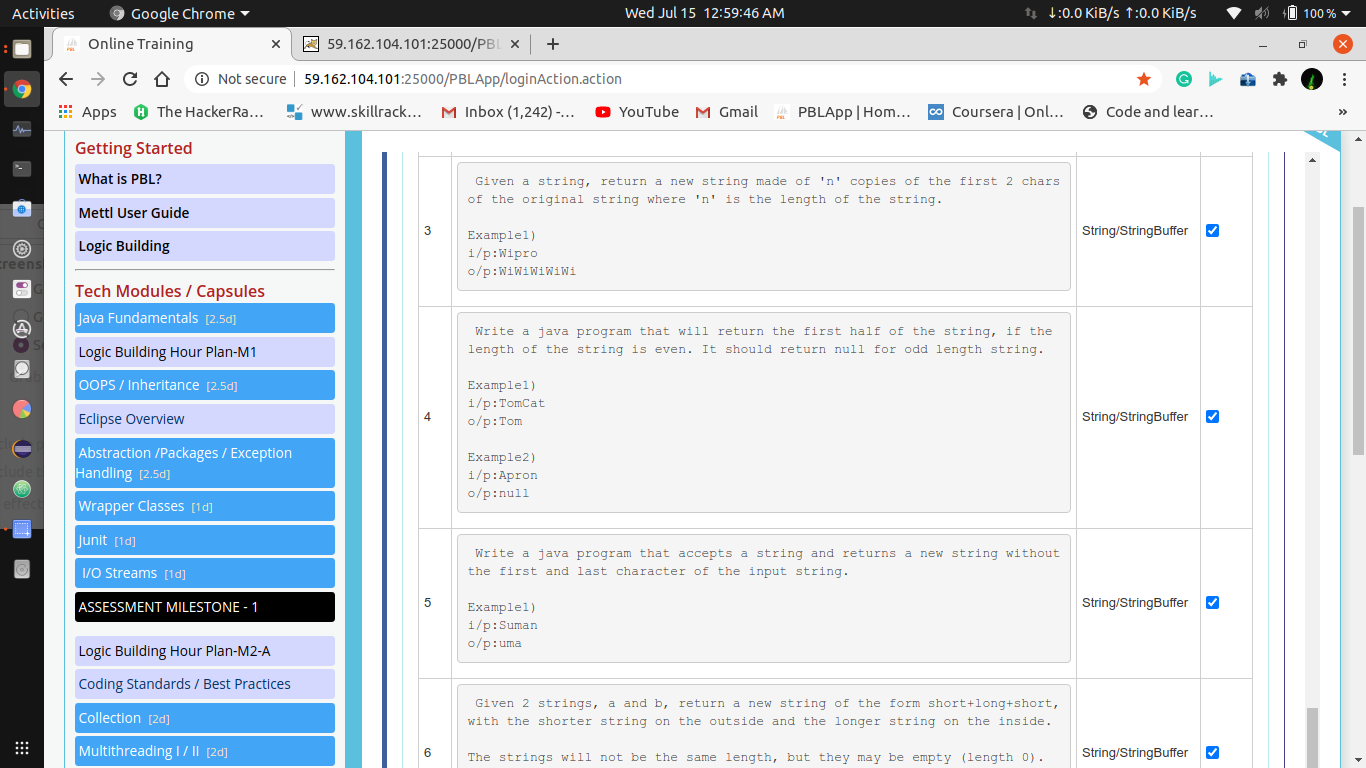 Activities
Google Chrome
Wed Jul 15 12:59:46 AM
↓:0.0 KiB/s ↑:0.0 KiB/s
100 %
Online Training
59.162.104.101:25000/PBL
Not secure
59.162.104.101:25000/PBLApp/loginAction.action
Apps
The HackerRa...
www.skillrack...
Inbox (1,242) -...
YouTube
Gmail
PBLApp | Hom...
Coursera | Onl...
Code and lear...
»
Getting Started
What is PBL?
Mettl User Guide
Logic Building
Tech Modules / Capsules
Java Fundamentals [2.5d]
Logic Building Hour Plan-M1
OOPS / Inheritance [2.5d]
Eclipse Overview
Abstraction /Packages / Exception
Handling [2.5d]
Wrapper Classes [1d]
Junit [1d]
I/O Streams [1d]
ASSESSMENT MILESTONE - 1
Logic Building Hour Plan-M2-A
Coding Standards / Best Practices
Collection [2d]
Multithreading I / II [2d]
3
Given a string, return a new string made of 'n' copies of the first 2 chars
of the original string where 'n' is the length of the string.
Example1)
i/p:Wipro
o/p:WiWiWiWiWi
String/StringBuffer
4
Write a java program that will return the first half of the string, if the
length of the string is even. It should return null for odd length string.
Example1)
i/p:TomCat
o/p:Tom
Example2)
i/p:Apron
o/p:null
String/StringBuffer
5
Write a java program that accepts a string and returns a new string without
the first and last character of the input string.
Example1)
i/p:Suman
o/p:uma
String/StringBuffer
6
Given 2 strings, a and b, return a new string of the form short+long+short,
with the shorter string on the outside and the longer string on the inside.
The strings will not be the same length, but they may be empty (length 0).
String/StringBuffer